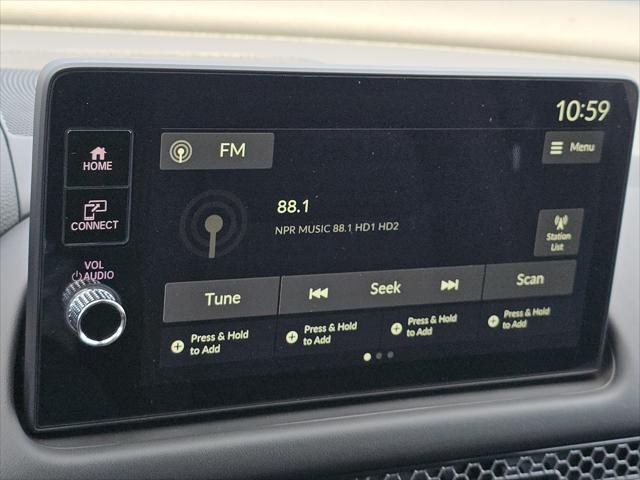 10:59
HOME
FM
Menu
CONNECT
88.1
NPR MUSIC 88.1 HD1 HD2
Station
List
VOL
AUDIO
Tune
Seek
Scan
Press & Hold
to Add
Press & Hold
to Add
Press & Hold
to Add
Press & Hold
to Add